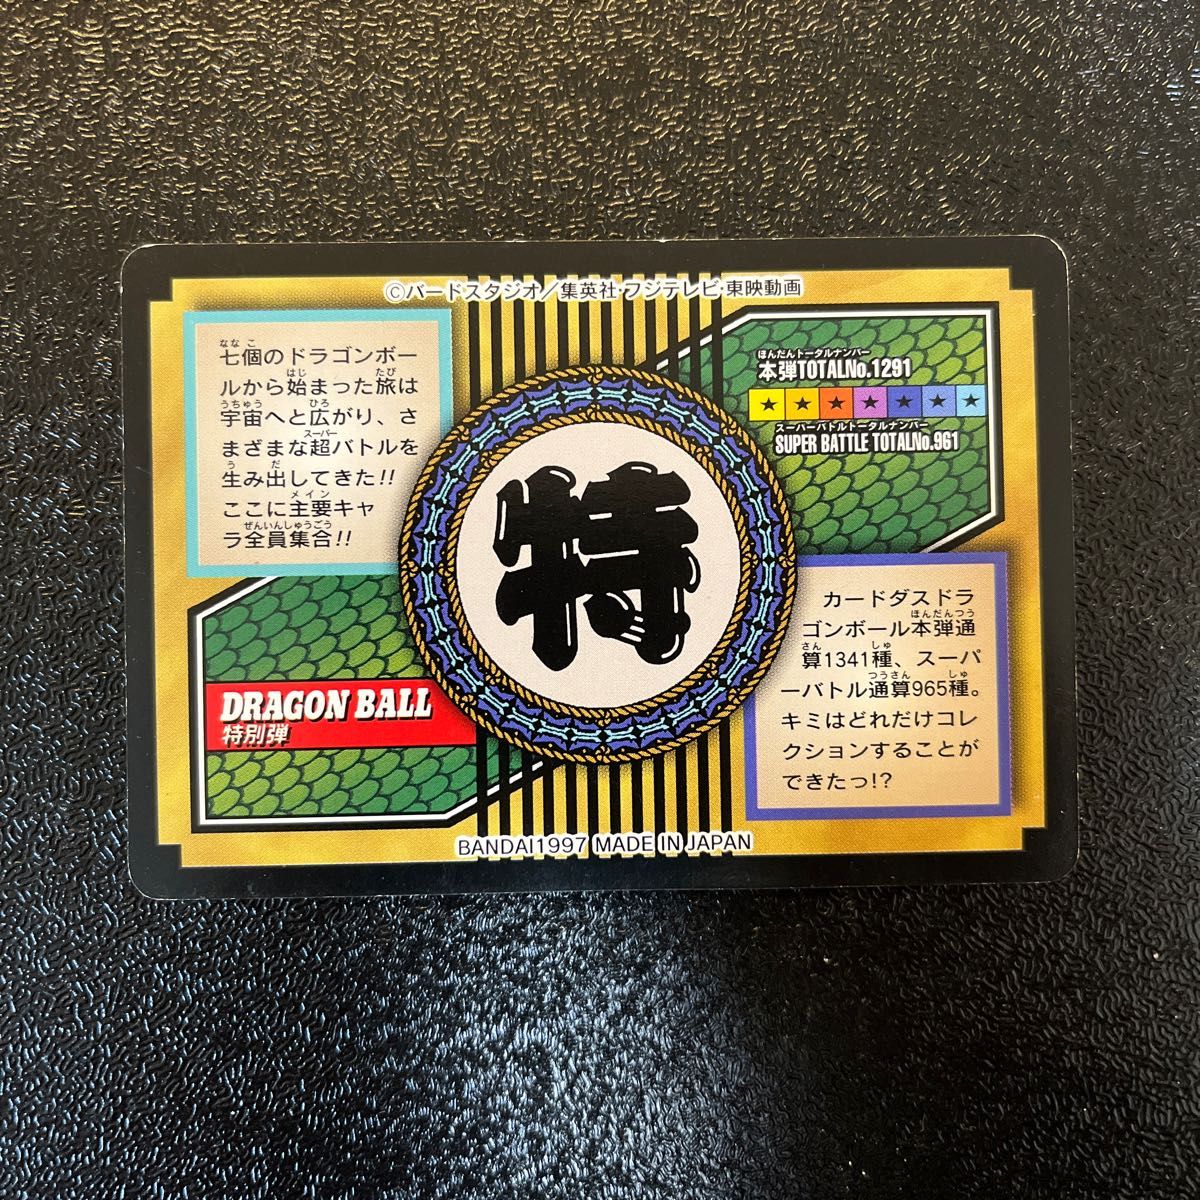 ©バードスタジオ/集英社・フジテレビ・東映動画
七個のドラゴンボー
ルから始まった旅は
宇宙へと広がり、さ
まざまな超バトルを
生み出してきた!!
ここに主要キャ
ラ全員集合!!
なな こ
はじ たび
うちゅう ひろ
スーパー
う だ
メイン
ぜんいんしゅうごう
ほんだんトータルナンバー
本弾TOTALNo.1291
★★★★★★★
スーパーバトルトータルナンバー
SUPER BATTLE TOTALNo.961
特
DRAGON BALL
特別弾
カードダスドラ
ゴンボール本弾通
算1341種、スーパ
ーバトル通算965種。
キミはどれだけコレ
クションすることが
できたっ!?
ほんだんつう
さん しゅ
つうさん しゅ
BANDAI1997 MADE IN JAPAN